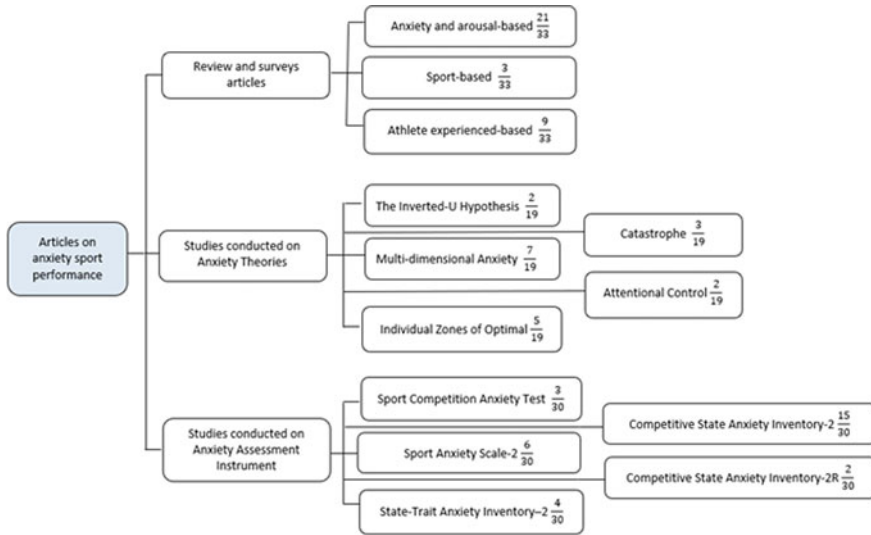 Anxiety and arousal-based 21/33
Review and surveys
articles
Sport-based 3/33
Athlete experienced-based 9/33
Articles on
anxiety sport
performance
The Inverted-U Hypothesis 2/19
Catastrophe 3/19
Studies conducted on
Anxiety Theories
Multi-dimensional Anxiety 7/19
Attentional Control 2/19
Individual Zones of Optimal 5/19
Sport Competition Anxiety Test 3/30
Competitive State Anxiety Inventory-2 15/30
Studies conducted on
Anxiety Assessment
Instrument
Sport Anxiety Scale-2 6/30
Competitive State Anxiety Inventory-2R 2/30
State-Trait Anxiety Inventory–2 4/30